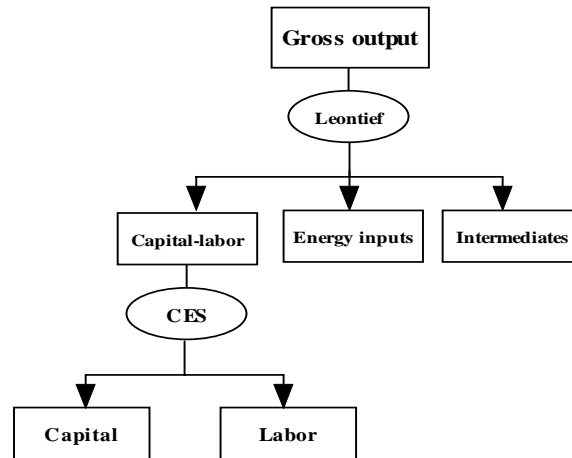 Gross output
Leontief
Capital-labor
Energy inputs
Intermediates
CES
Capital
Labor